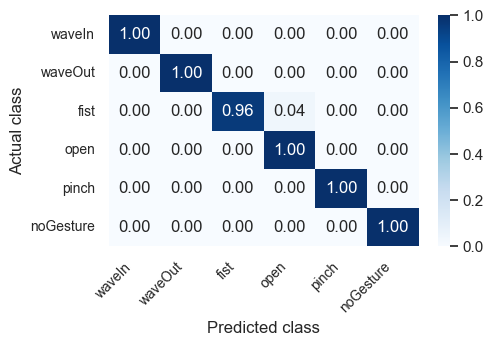 waveIn 1.00 0.00 0.00 0.00 0.00 0.00
waveOut 0.00 1.00 0.00 0.00 0.00 0.00
fist 0.00 0.00 0.96 0.04 0.00 0.00
open 0.00 0.00 0.00 1.00 0.00 0.00
pinch 0.00 0.00 0.00 0.00 1.00 0.00
noGesture 0.00 0.00 0.00 0.00 0.00 1.00
waveIn waveOut fist open pinch noGesture
Predicted class
Actual class
1.0
0.8
0.6
0.4
0.2
0.0